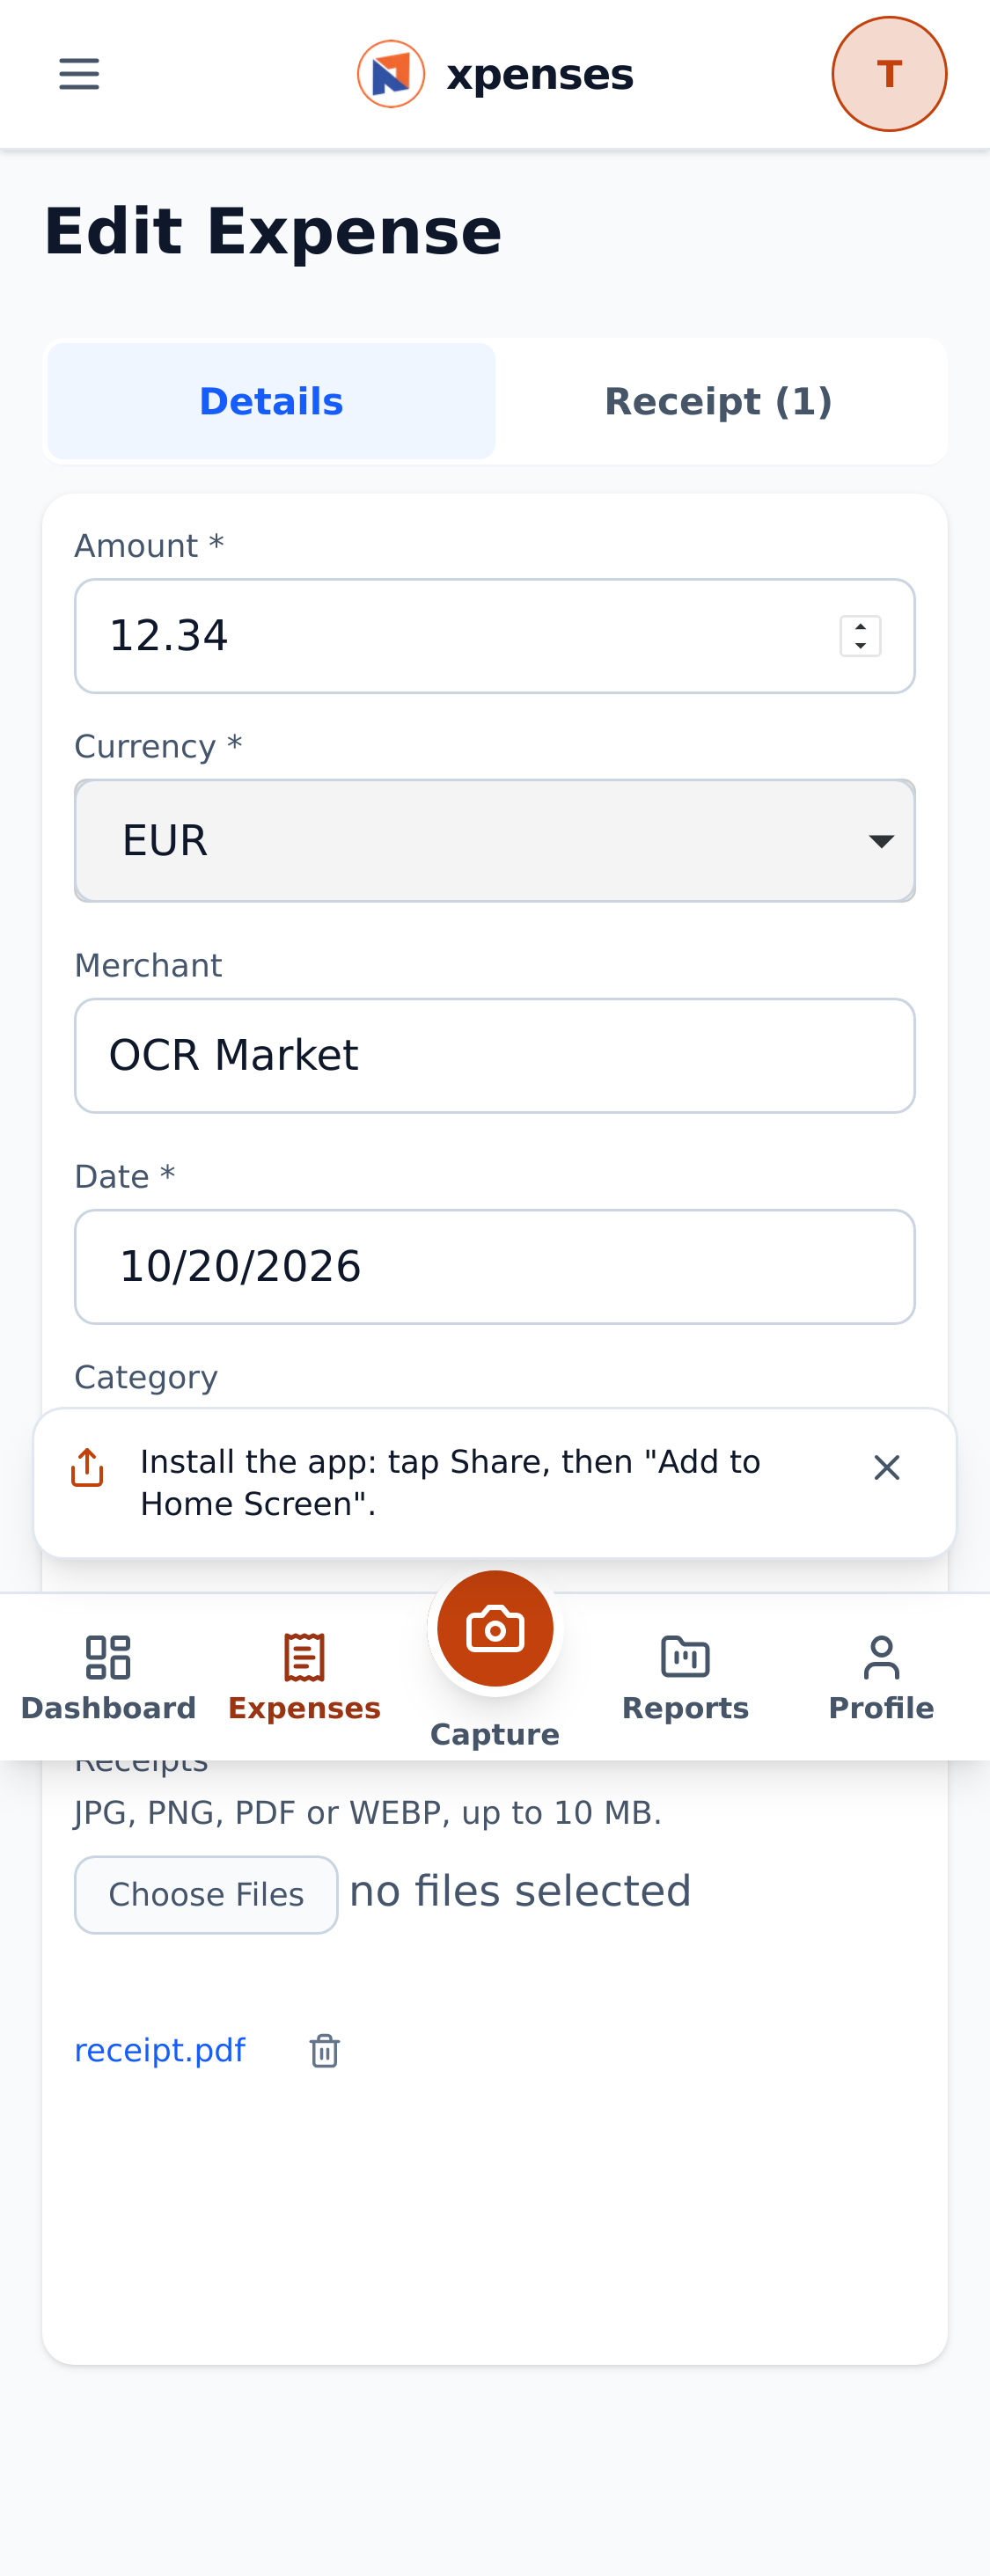 xpenses
T
Edit Expense
Details
Receipt (1)
Amount *
12.34
Currency *
EUR
Merchant
OCR Market
Date *
10/20/2026
Category
Install the app: tap Share, then "Add to
Home Screen".
Dashboard
Expenses
Capture
Reports
Profile
Receipts
JPG, PNG, PDF or WEBP, up to 10 MB.
Choose Files
no files selected
receipt.pdf